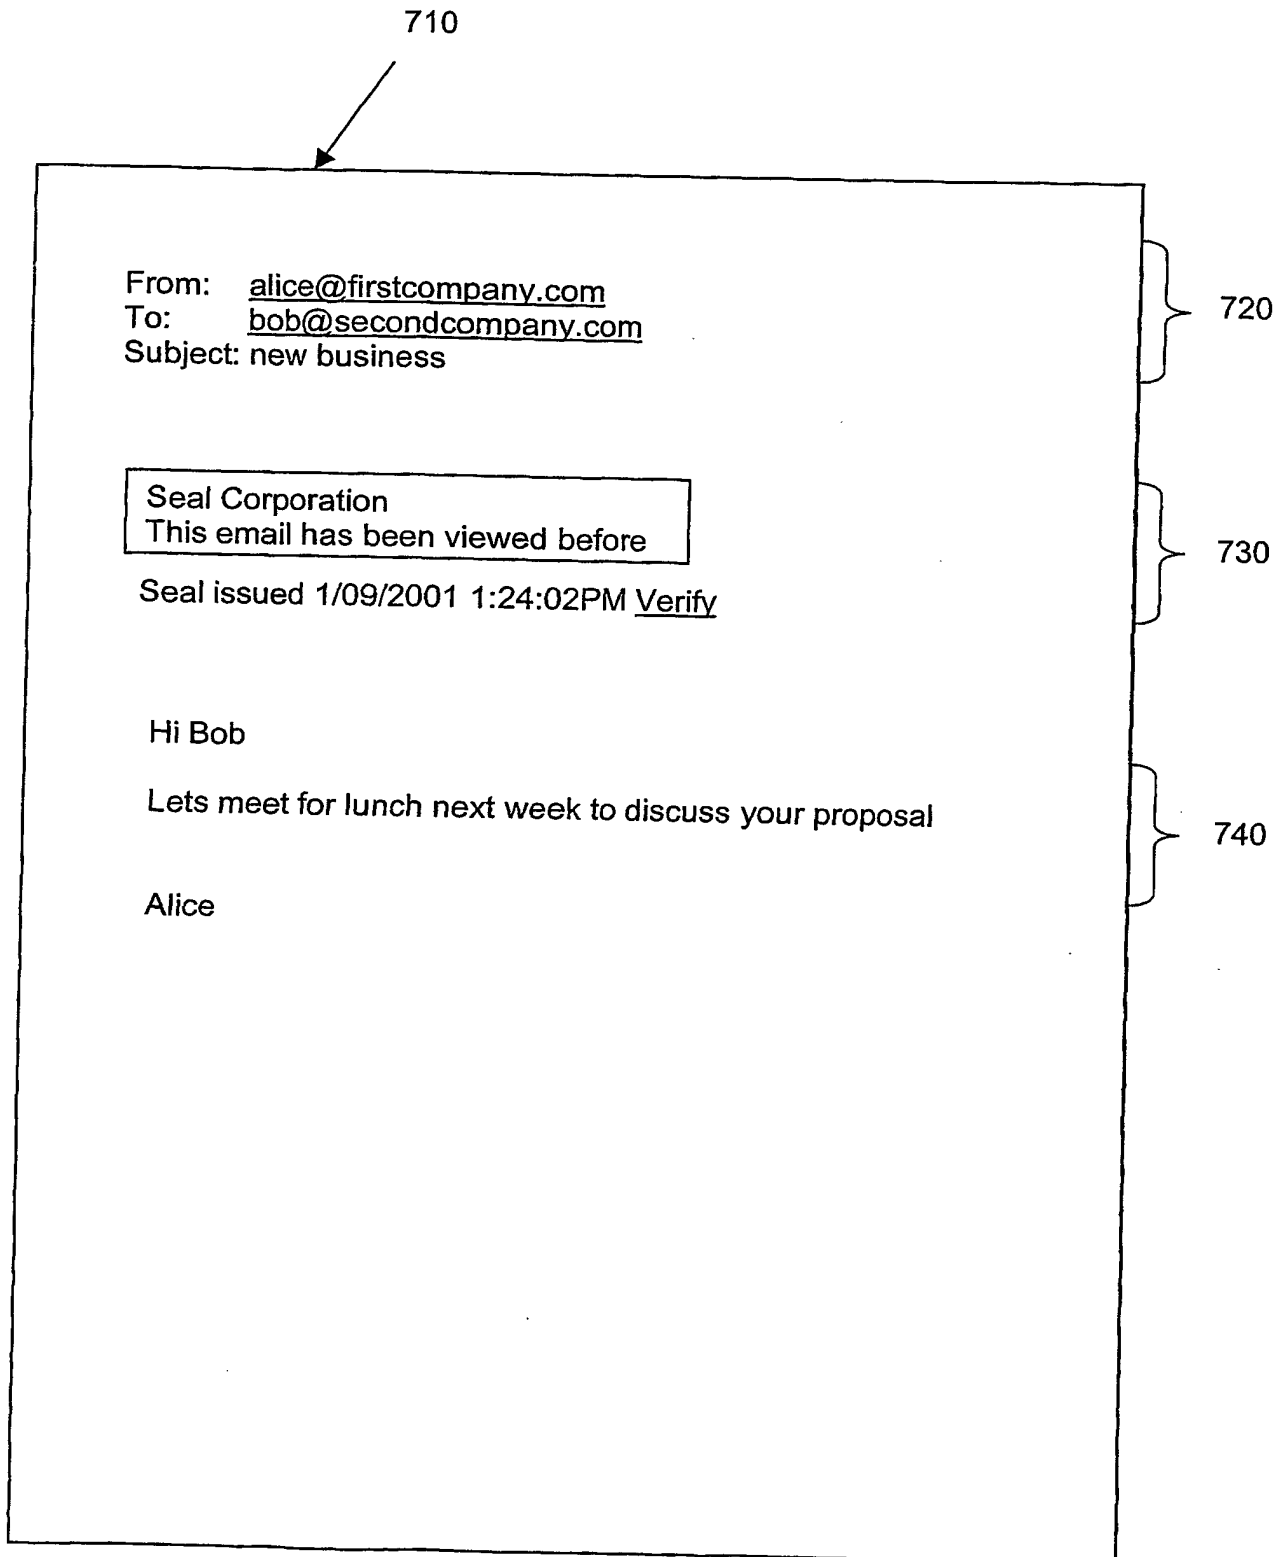 710
From: alice@firstcompany.com
To: bob@secondcompany.com
Subject: new business
720
Seal Corporation
This email has been viewed before
Seal issued 1/09/2001 1:24:02PM Verify
730
Hi Bob
Lets meet for lunch next week to discuss your proposal
740
Alice